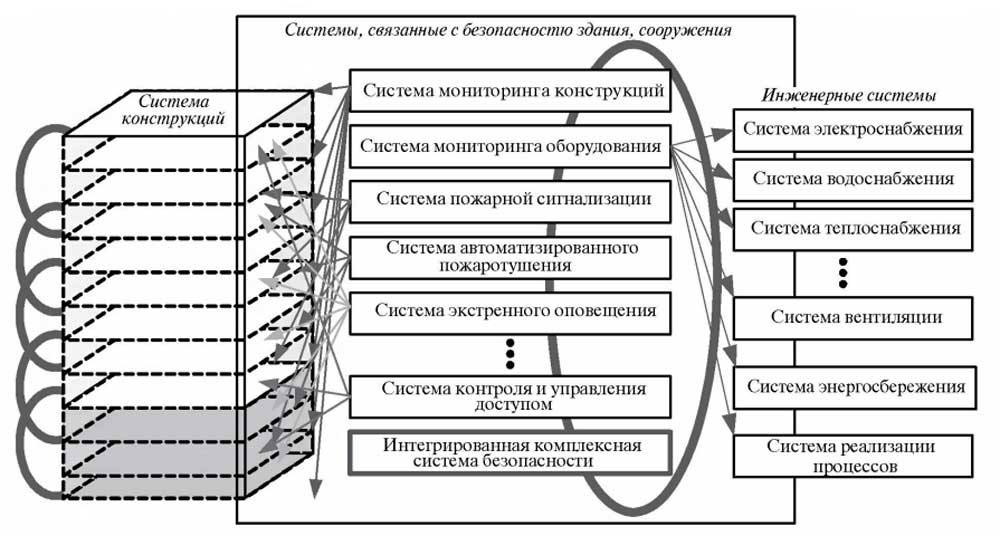 Системы, связанные с безопасностью здания, сооружения
Система
конструкций
Система мониторинга конструкций
Система мониторинга оборудования
Система пожарной сигнализации
Система автоматизированного
пожаротушения
Система экстренного оповещения
Система контроля и управления
доступом
Интегрированная комплексная
система безопасности
Инженерные системы
Система электроснабжения
Система водоснабжения
Система теплоснабжения
Система вентиляции
Система энергосбережения
Система реализации
процессов